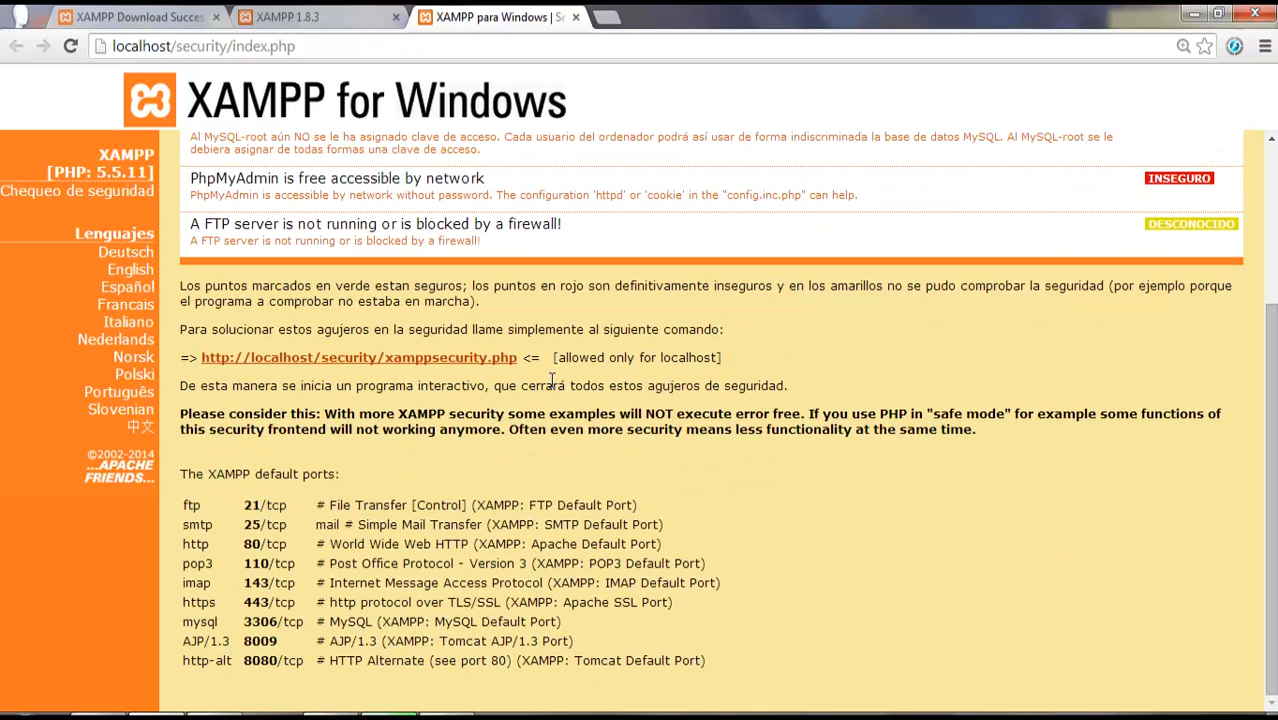 XAMPP Download Succes
XAMPP 1.8.3
XAMPP para Windows | Se
localhost/security/index.php
XAMPP for Windows
XAMPP
[PHP: 5.5.11]
Chequeo de seguridad
Lenguajes
Deutsch
English
Español
Francais
Italiano
Nederlands
Norsk
Polski
Português
Slovenian
中文
©2002-2014
...APACHE
FRIENDS...
Al MySQL-root aún NO se le ha asignado clave de acceso. Cada usuario del ordenador podrá así usar de forma indiscriminada la base de datos MySQL. Al MySQL-root se le
debiera asignar de todas formas una clave de acceso.
PhpMyAdmin is free accessible by network INSEGURO
PhpMyAdmin is accessible by network without password. The configuration 'httpd' or 'cookie' in the "config.inc.php" can help.
A FTP server is not running or is blocked by a firewall! DESCONOCIDO
A FTP server is not running or is blocked by a firewall!
Los puntos marcados en verde estan seguros; los puntos en rojo son definitivamente inseguros y en los amarillos no se pudo comprobar la seguridad (por ejemplo porque
el programa a comprobar no estaba en marcha).
Para solucionar estos agujeros en la seguridad llame simplemente al siguiente comando:
=> http://localhost/security/xamppsecurity.php <= [allowed only for localhost]
De esta manera se inicia un programa interactivo, que cerrará todos estos agujeros de seguridad.
Please consider this: With more XAMPP security some examples will NOT execute error free. If you use PHP in "safe mode" for example some functions of
this security frontend will not working anymore. Often even more security means less functionality at the same time.
The XAMPP default ports:
ftp 21/tcp # File Transfer [Control] (XAMPP: FTP Default Port)
smtp 25/tcp mail # Simple Mail Transfer (XAMPP: SMTP Default Port)
http 80/tcp # World Wide Web HTTP (XAMPP: Apache Default Port)
pop3 110/tcp # Post Office Protocol - Version 3 (XAMPP: POP3 Default Port)
imap 143/tcp # Internet Message Access Protocol (XAMPP: IMAP Default Port)
https 443/tcp # http protocol over TLS/SSL (XAMPP: Apache SSL Port)
mysql 3306/tcp # MySQL (XAMPP: MySQL Default Port)
AJP/1.3 8009 # AJP/1.3 (XAMPP: Tomcat AJP/1.3 Port)
http-alt 8080/tcp # HTTP Alternate (see port 80) (XAMPP: Tomcat Default Port)